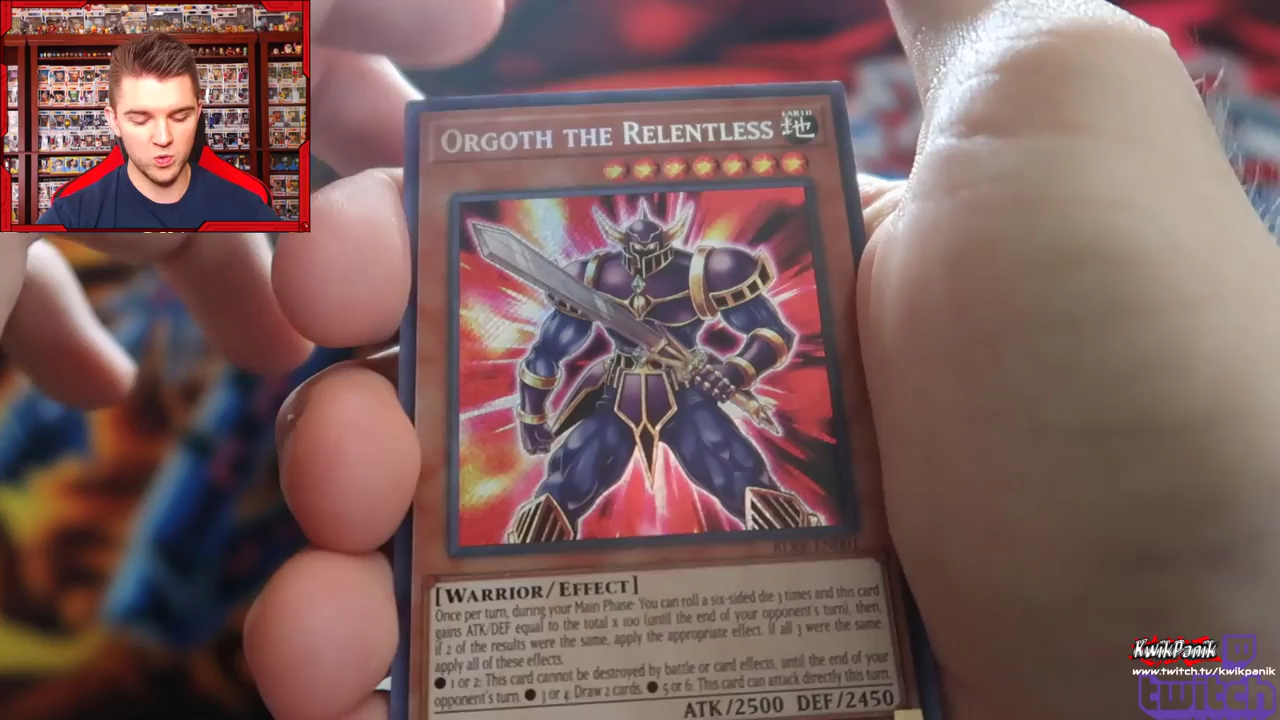 ORGOTH THE RELENTLESS
EARTH
地
[WARRIOR/EFFECT]
Once per turn, during your Main Phase: You can roll a six-sided die 3 times and this card
gains ATK/DEF equal to the total x 100 (until the end of your opponent's turn), then,
if 2 of the results were the same, apply the appropriate effect. If all 3 were the same,
apply all of these effects.
● 1 or 2: This card cannot be destroyed by battle or card effects, until the end of your
opponent's turn. ● 3 or 4: Draw 2 cards. ● 5 or 6: This card can attack directly this turn.
ATK/2500 DEF/2450
KwikPanik
www.twitch.tv/kwikpanik
twitch